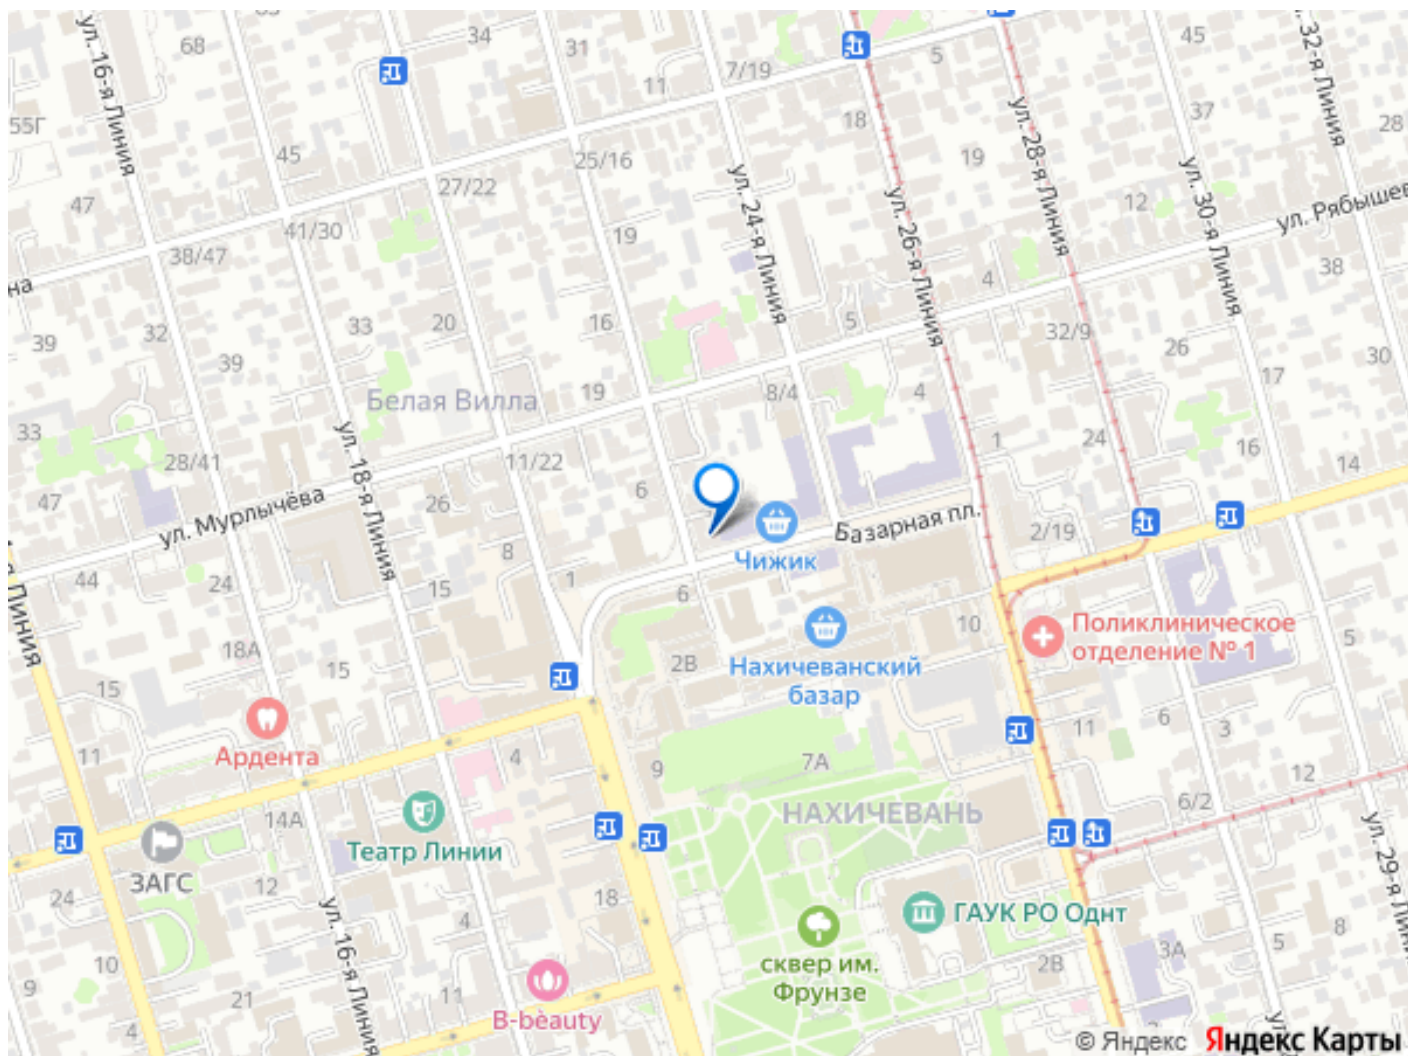 ул. 16-я Линия
68
34
31
11
7/19
5
45
ул. 32-я Линия
55Г
45
27/22
25/16
18
ул. 28-я Линия
19
37
28
47
41/30
38/47
19
ул. 24-я Линия
ул. 26-я Линия
ул. 30-я Линия
12
ул. Рябышев
на
39
32
33
20
16
5
4
38
32/9
26
30
39
Белая Вилла
19
8/4
4
17
33
28/41
ул. 18-я Линия
11/22
6
1
24
16
14
47
ул. Мурлычёва
26
Чижик
Базарная пл.
2/19
44
24
8
15
1
6
я Линия
18А
15
2В
Нахичеванский
базар
10
Поликлиническое
отделение № 1
5
15
Ардента
11
4
9
7А
11
6
3
12
14А
Театр Линии
НАХИЧЕВАНЬ
6/2
ул. 29-я Лини
ЗАГС
24
12
ул. 16-я Линия
4
18
ГАУК РО Однт
сквер им.
Фрунзе
2В
3А
5
8
10
9
21
11
4
B-bèauty
© Яндекс Яндекс Карты